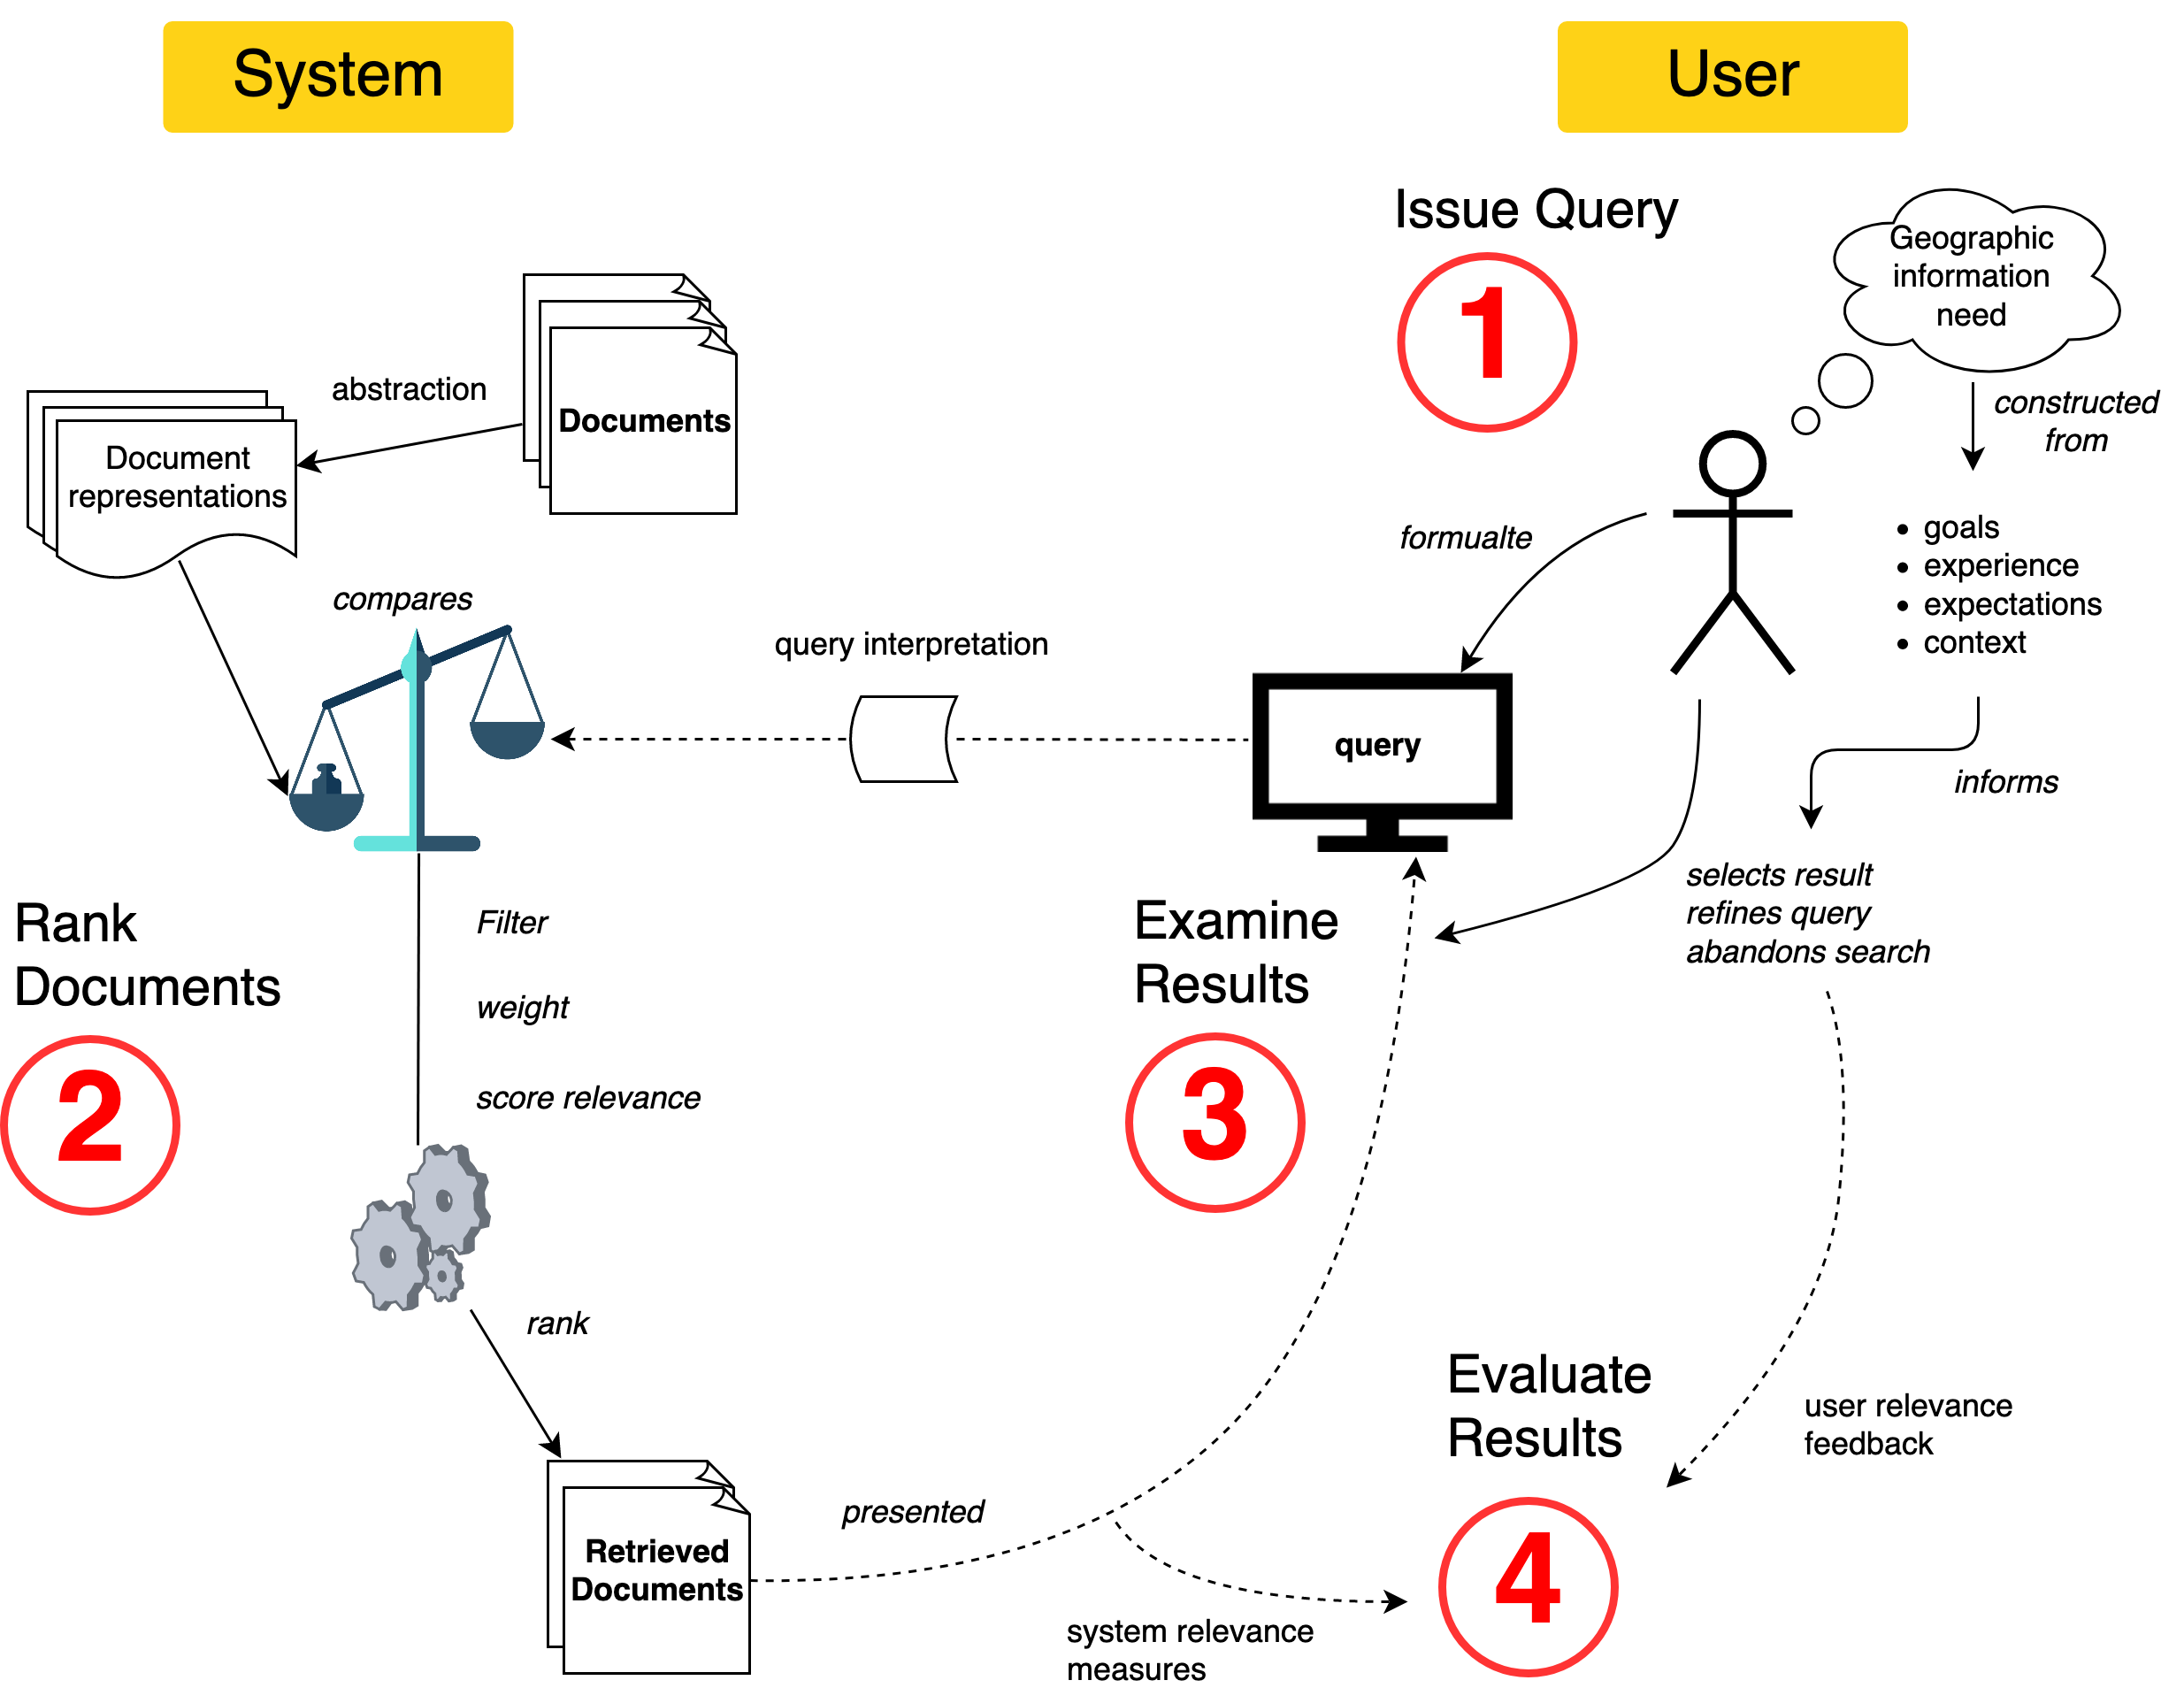 System
User
Issue Query
1
Geographic
information
need
constructed
from
goals
experience
expectations
context
informs
selects result
refines query
abandons search
formualte
query
query interpretation
Documents
abstraction
Document
representations
compares
Rank
Documents
2
Filter
weight
score relevance
rank
Retrieved
Documents
presented
Examine
Results
3
system relevance
measures
Evaluate
Results
4
user relevance
feedback